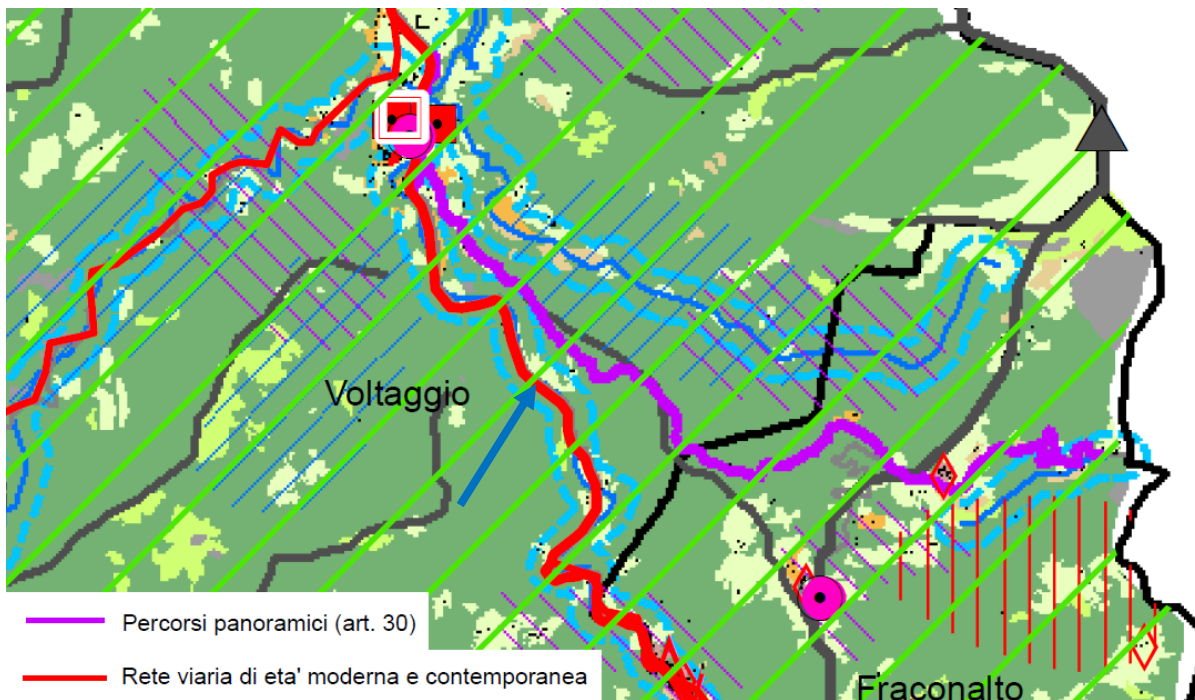 Voltaggio
Percorsi panoramici (art. 30)
Rete viaria di eta' moderna e contemporanea
Fraconalto